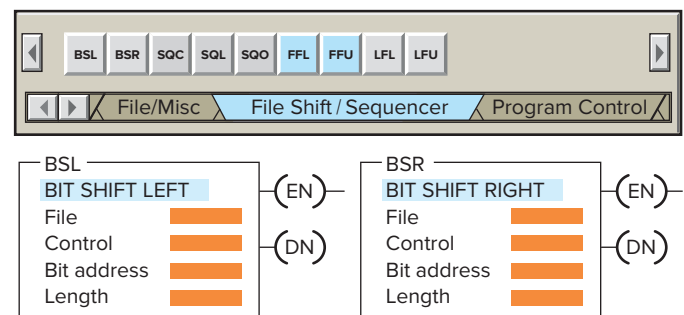 BSL BSR SQC SQL SQO FFL FFU LFL LFU
File/Misc File Shift/Sequencer Program Control
BSL
BIT SHIFT LEFT
File
Control
Bit address
Length
EN
DN
BSR
BIT SHIFT RIGHT
File
Control
Bit address
Length
EN
DN